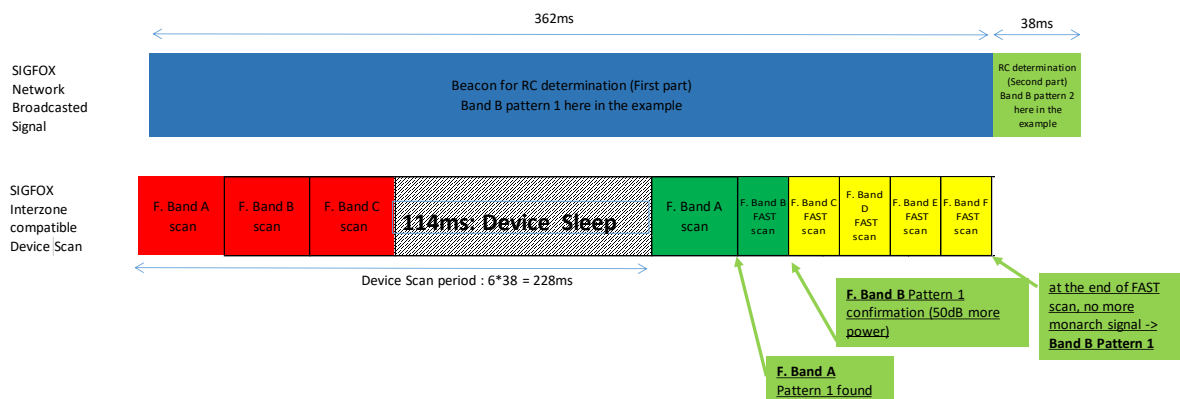 362ms
38ms
SIGFOX
Network
Broadcasted
Signal
Beacon for RC determination (First part)
Band B pattern 1 here in the example
RC determination
(Second part)
Band B pattern 2
here in the
example
SIGFOX
Interzone
compatible
Device Scan
F. Band A
scan
F. Band B
scan
F. Band C
scan
114ms: Device Sleep
F. Band A
scan
F. Band B
FAST
scan
F. Band C
FAST
scan
F. Band
D
FAST
scan
F. Band E
FAST
scan
F. Band F
FAST
scan
Device Scan period : 6*38 = 228ms
F. Band B Pattern 1
confirmation (50dB more
power)
at the end of FAST
scan, no more
monarch signal ->
Band B Pattern 1
F. Band A
Pattern 1 found